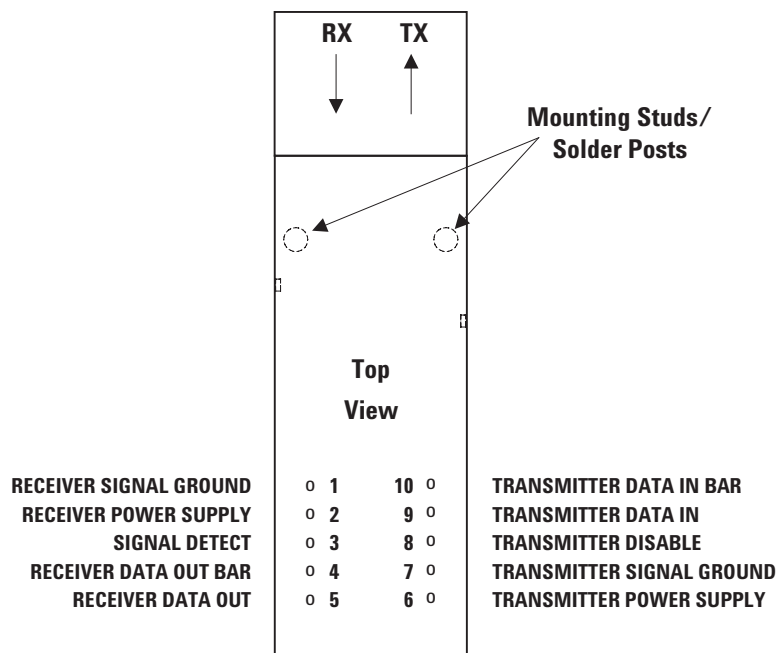 RX TX
Mounting Studs/
Solder Posts
Top
View
RECEIVER SIGNAL GROUND o 1 10 o TRANSMITTER DATA IN BAR
RECEIVER POWER SUPPLY o 2 9 o TRANSMITTER DATA IN
SIGNAL DETECT o 3 8 o TRANSMITTER DISABLE
RECEIVER DATA OUT BAR o 4 7 o TRANSMITTER SIGNAL GROUND
RECEIVER DATA OUT o 5 6 o TRANSMITTER POWER SUPPLY